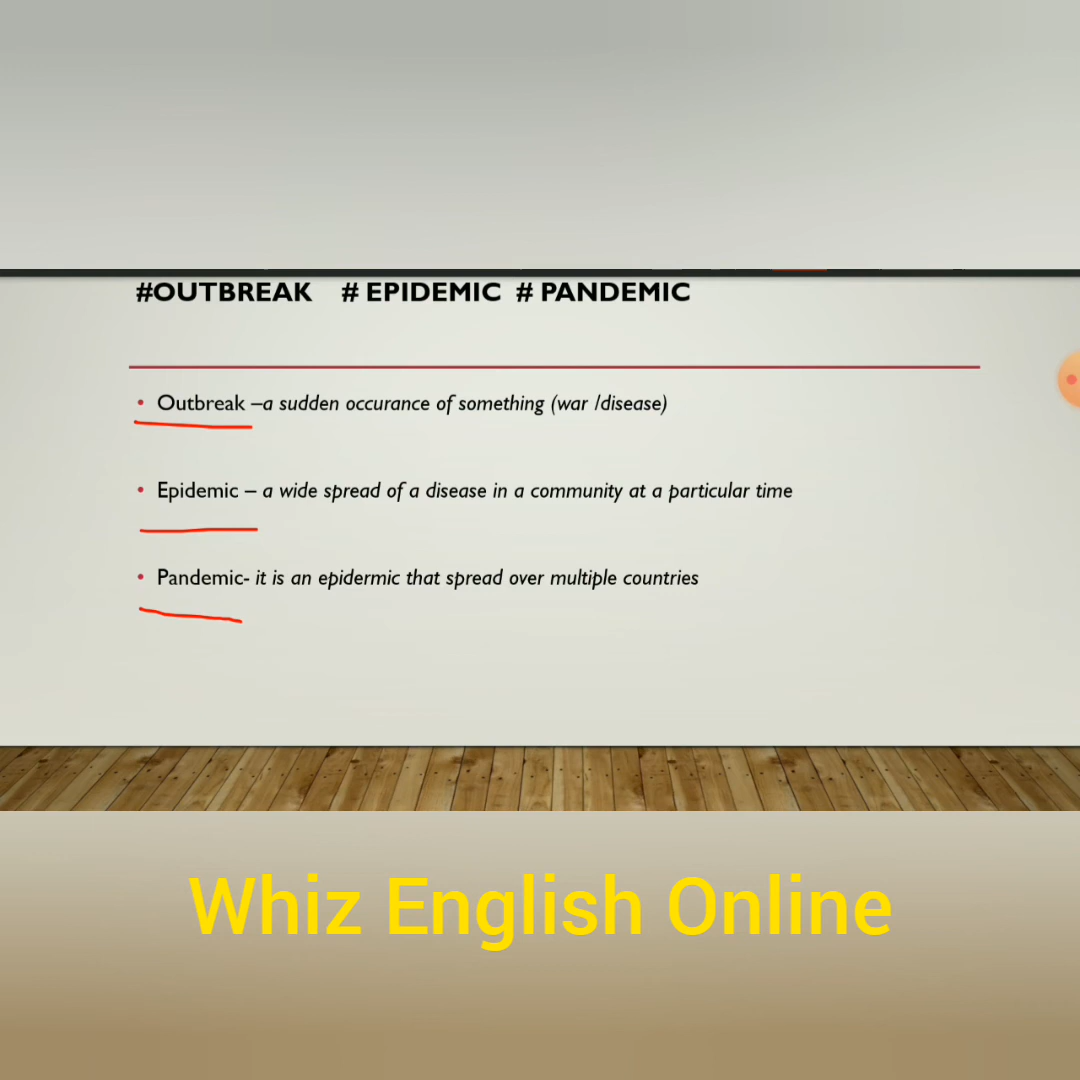 #OUTBREAK # EPIDEMIC # PANDEMIC
• Outbreak –a sudden occurance of something (war /disease)
• Epidemic – a wide spread of a disease in a community at a particular time
• Pandemic- it is an epidermic that spread over multiple countries
Whiz English Online